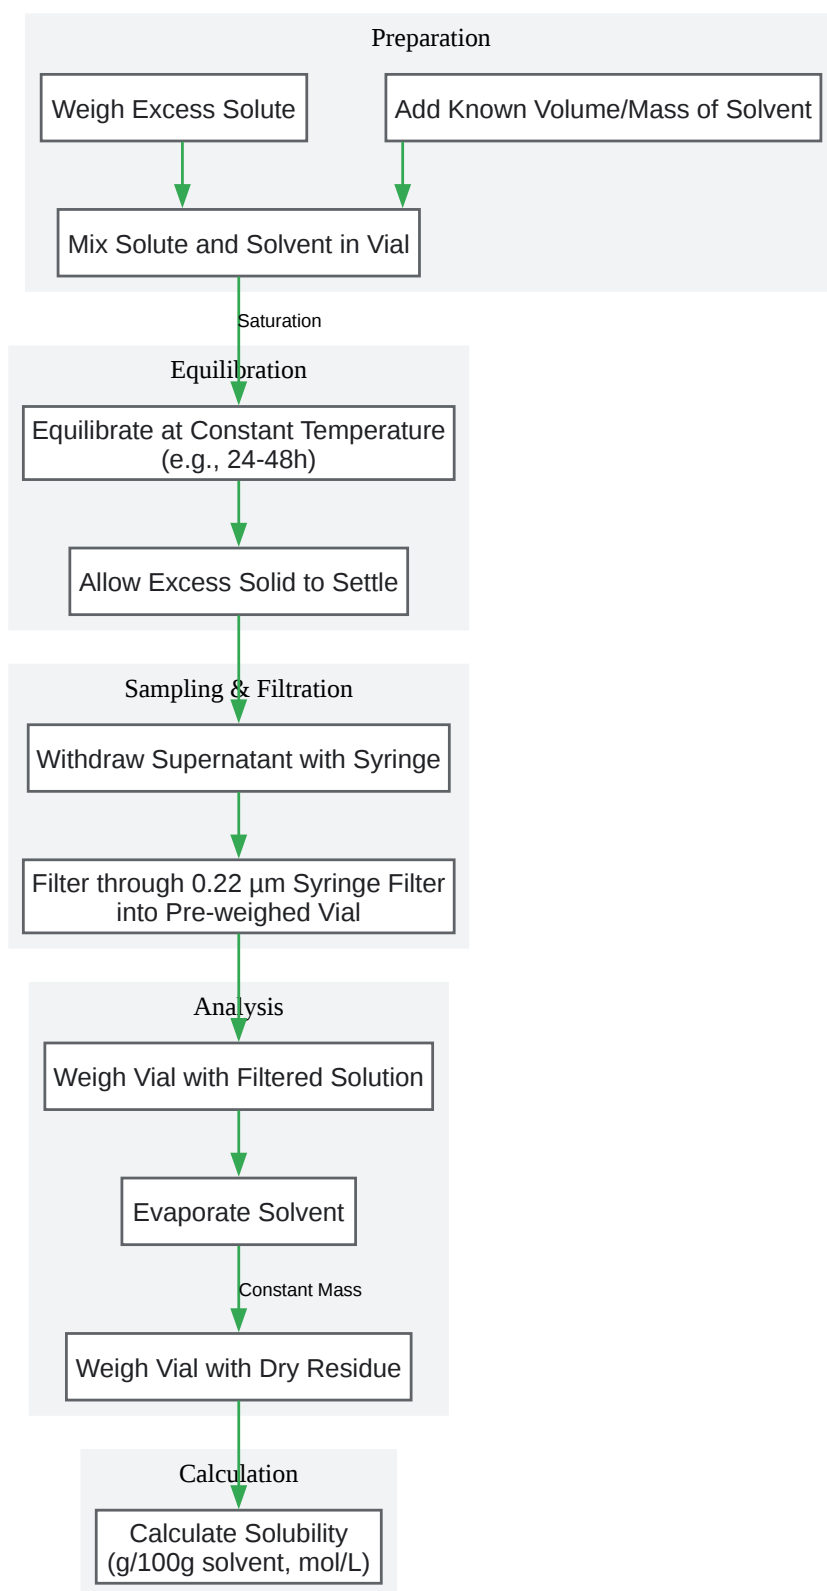 Preparation
Weigh Excess Solute
Add Known Volume/Mass of Solvent
Mix Solute and Solvent in Vial
Saturation
Equilibration
Equilibrate at Constant Temperature
(e.g., 24-48h)
Allow Excess Solid to Settle
Sampling & Filtration
Withdraw Supernatant with Syringe
Filter through 0.22 µm Syringe Filter
into Pre-weighed Vial
Analysis
Weigh Vial with Filtered Solution
Evaporate Solvent
Constant Mass
Weigh Vial with Dry Residue
Calculation
Calculate Solubility
(g/100g solvent, mol/L)